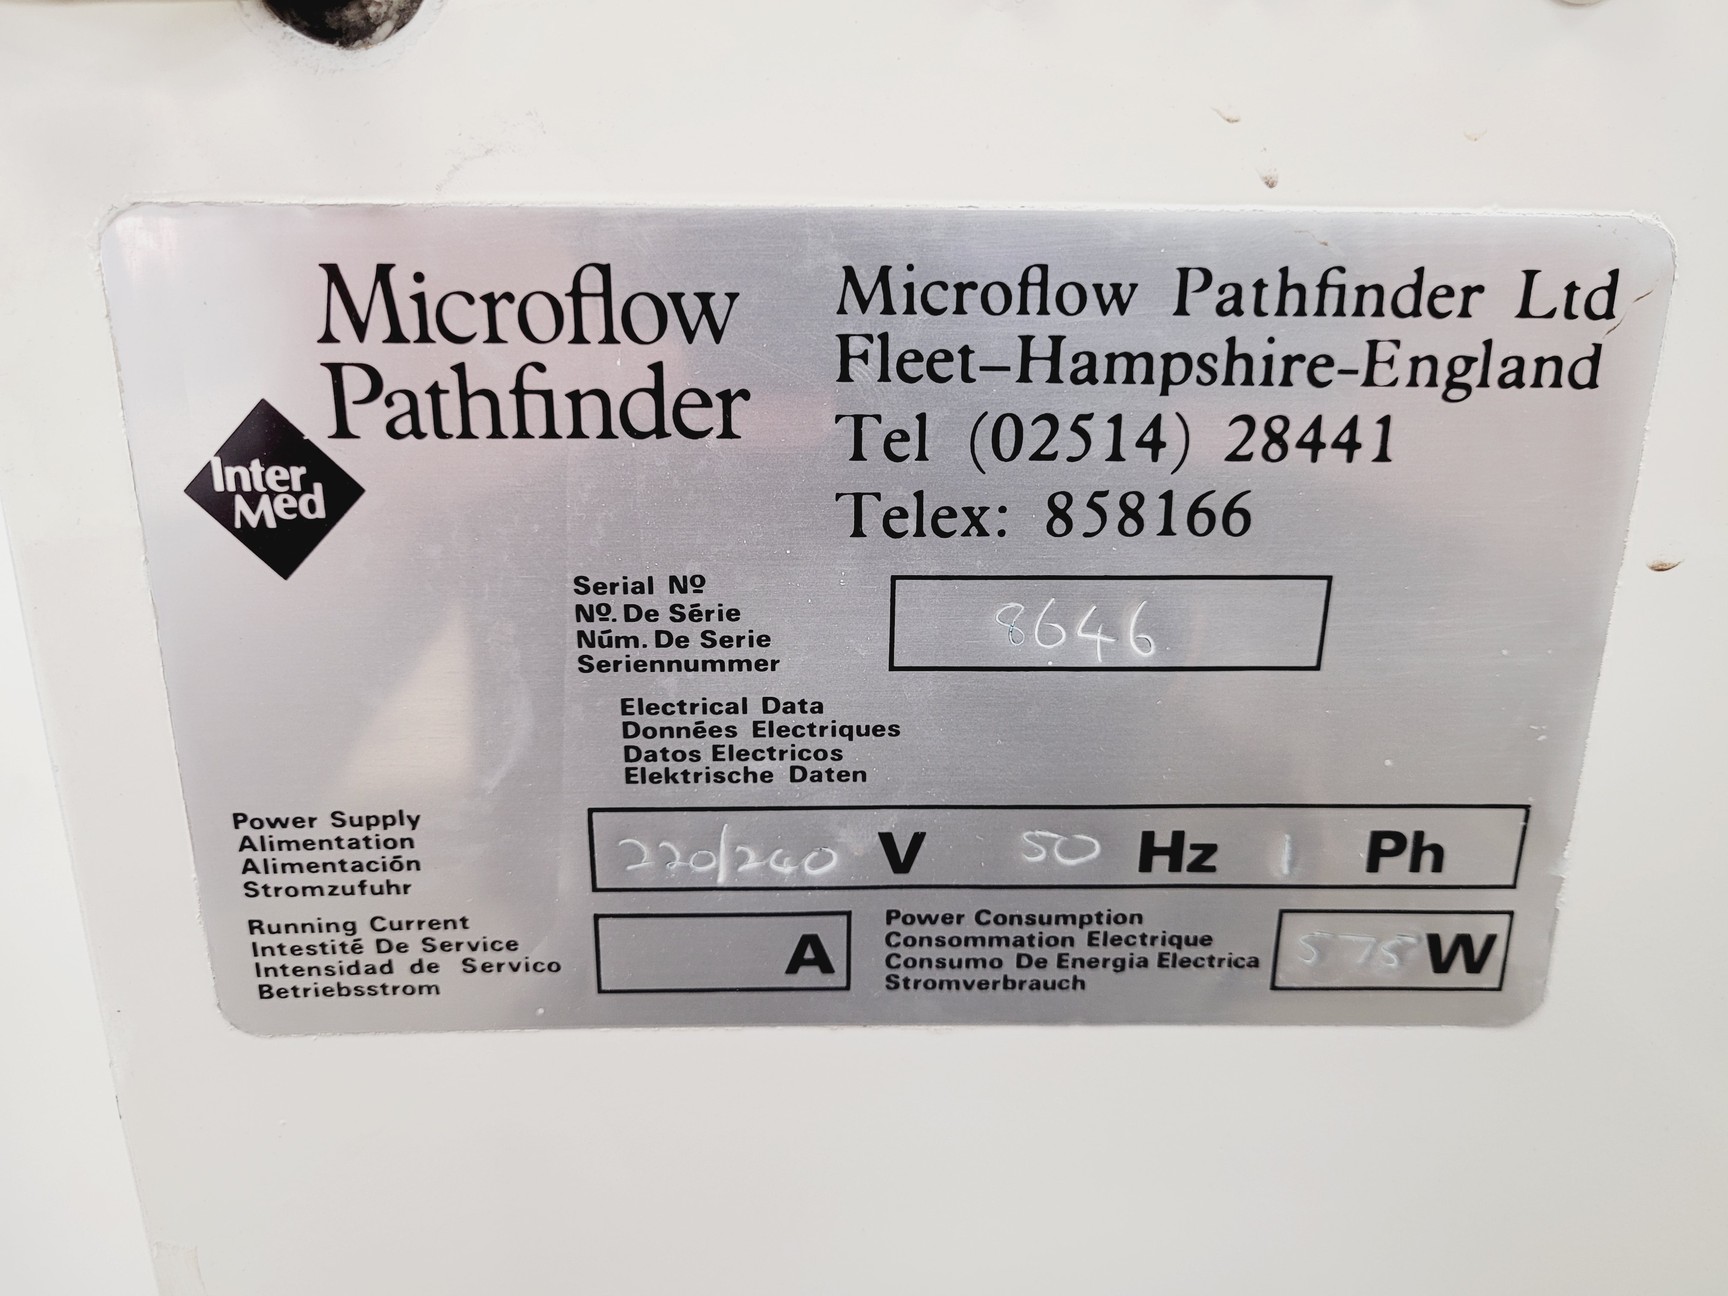 Microflow
Pathfinder
Inter
Med
Microflow Pathfinder Ltd
Fleet–Hampshire-England
Tel (02514) 28441
Telex: 858166
Serial Nº
Nº. De Série
Núm. De Serie
Seriennummer
8646
Electrical Data
Données Electriques
Datos Electricos
Elektrische Daten
Power Supply
Alimentation
Alimentación
Stromzufuhr
220/240 V 50 Hz 1 Ph
Running Current
Intestité De Service
Intensidad de Servico
Betriebsstrom
A
Power Consumption
Consommation Electrique
Consumo De Energia Electrica
Stromverbrauch
575 W